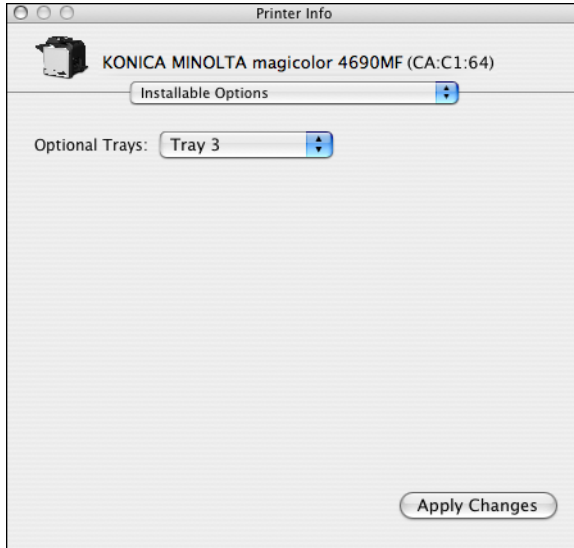 Printer Info
KONICA MINOLTA magicolor 4690MF (CA:C1:64)
Installable Options
Optional Trays: Tray 3
Apply Changes